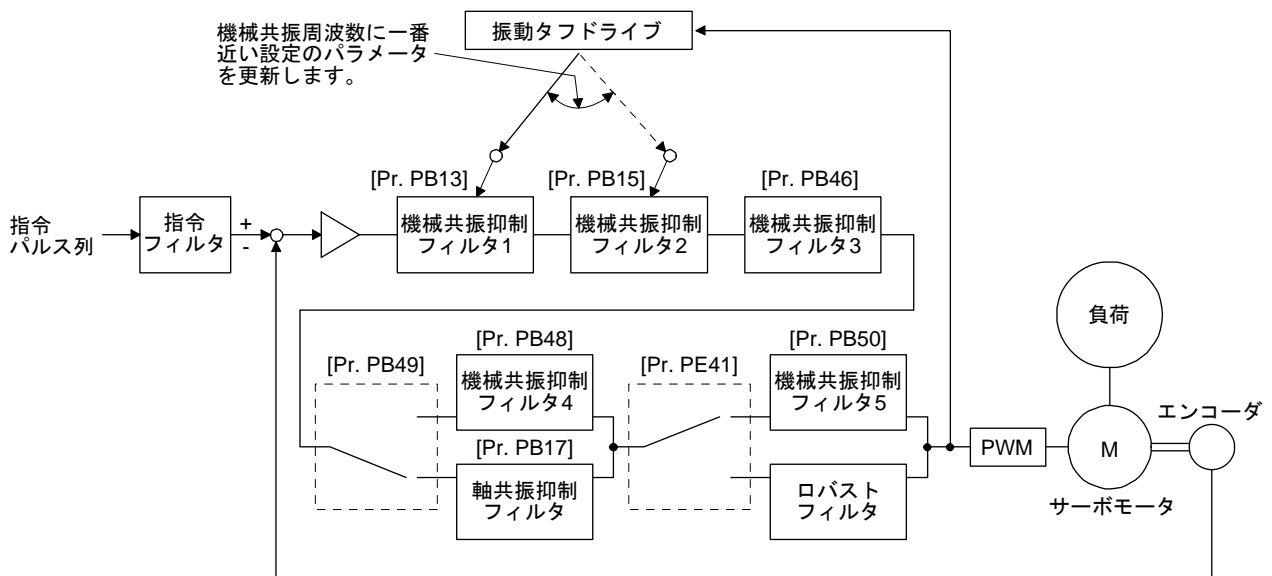 機械共振周波数に一番
近い設定のパラメータ
を更新します。
振動タフドライブ
[Pr. PB13]
[Pr. PB15]
[Pr. PB46]
指令
パルス列
指令
フィルタ
+
-
機械共振抑制
フィルタ1
機械共振抑制
フィルタ2
機械共振抑制
フィルタ3
負荷
[Pr. PB49]
[Pr. PB48]
機械共振抑制
フィルタ4
[Pr. PE41]
[Pr. PB50]
機械共振抑制
フィルタ5
[Pr. PB17]
軸共振抑制
フィルタ
ロバスト
フィルタ
PWM
M
サーボモータ
エンコーダ